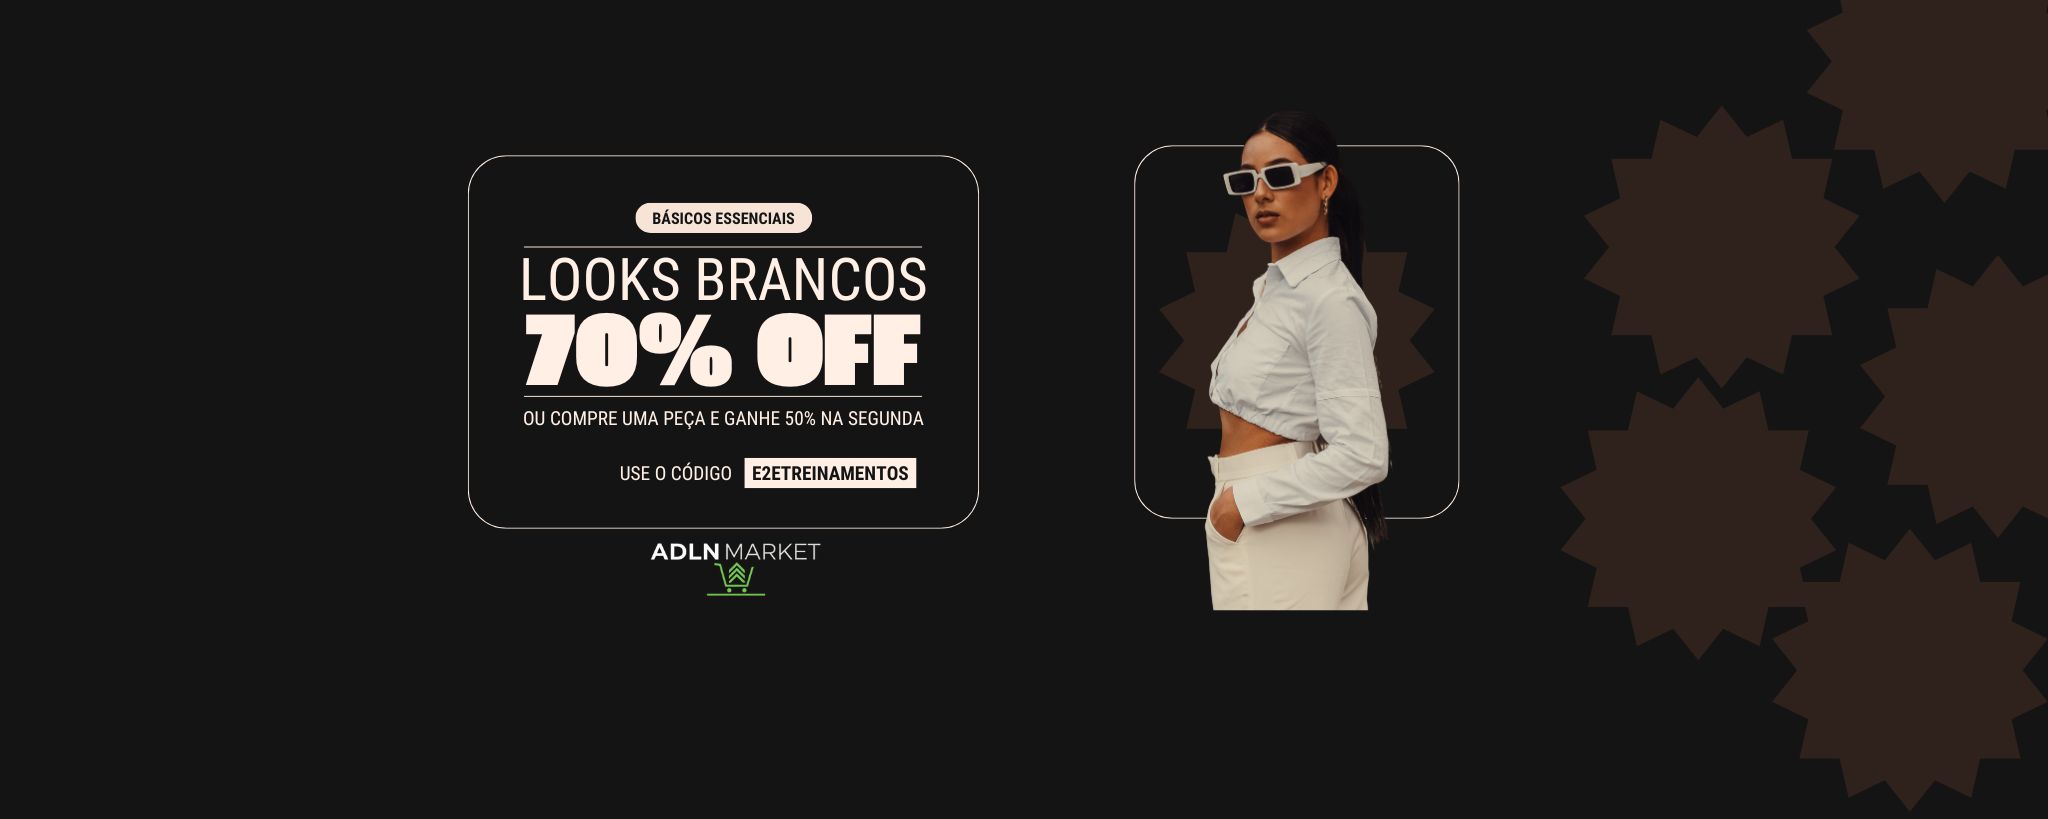 BÁSICOS ESSENCIAIS
LOOKS BRANCOS
70% OFF
OU COMPRE UMA PEÇA E GANHE 50% NA SEGUNDA
USE O CÓDIGO E2ETREINAMENTOS
ADLN MARKET